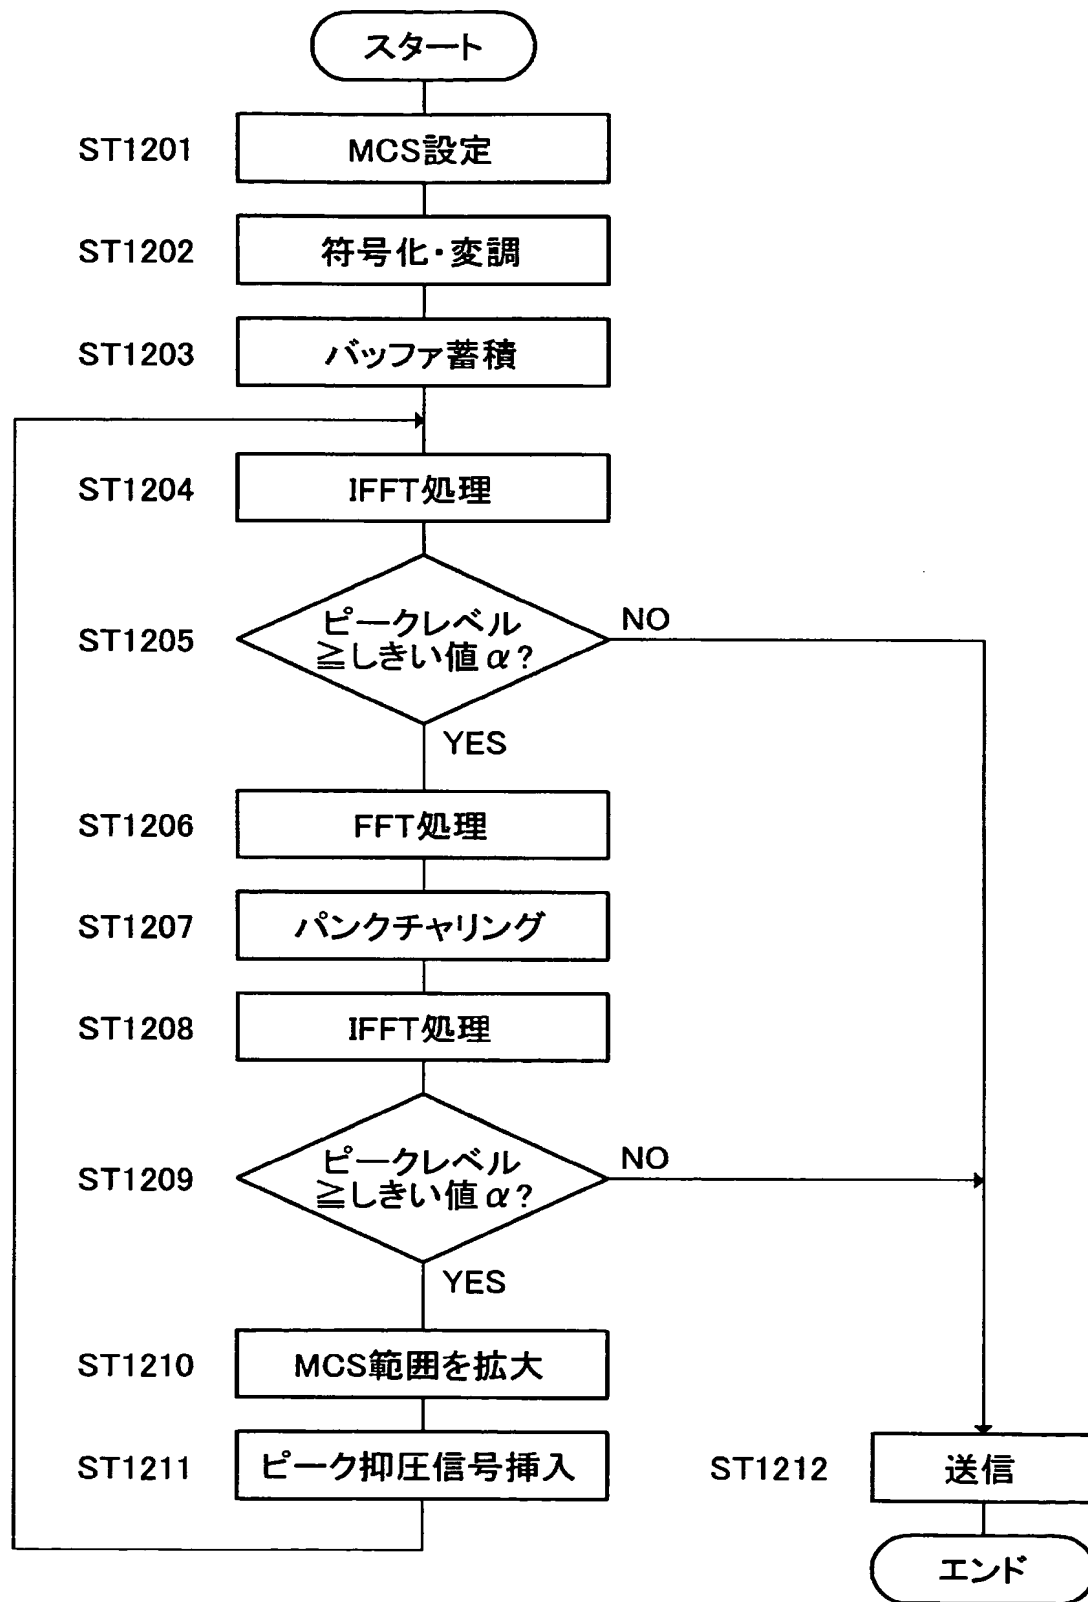 スタート
ST1201
MCS設定
ST1202
符号化・変調
ST1203
バッファ蓄積
ST1204
IFFT処理
ST1205
ピークレベル
≧しきい値α?
NO
YES
ST1206
FFT処理
ST1207
パンクチャリング
ST1208
IFFT処理
ST1209
ピークレベル
≧しきい値α?
NO
YES
ST1210
MCS範囲を拡大
ST1211
ピーク抑圧信号挿入
ST1212
送信
エンド